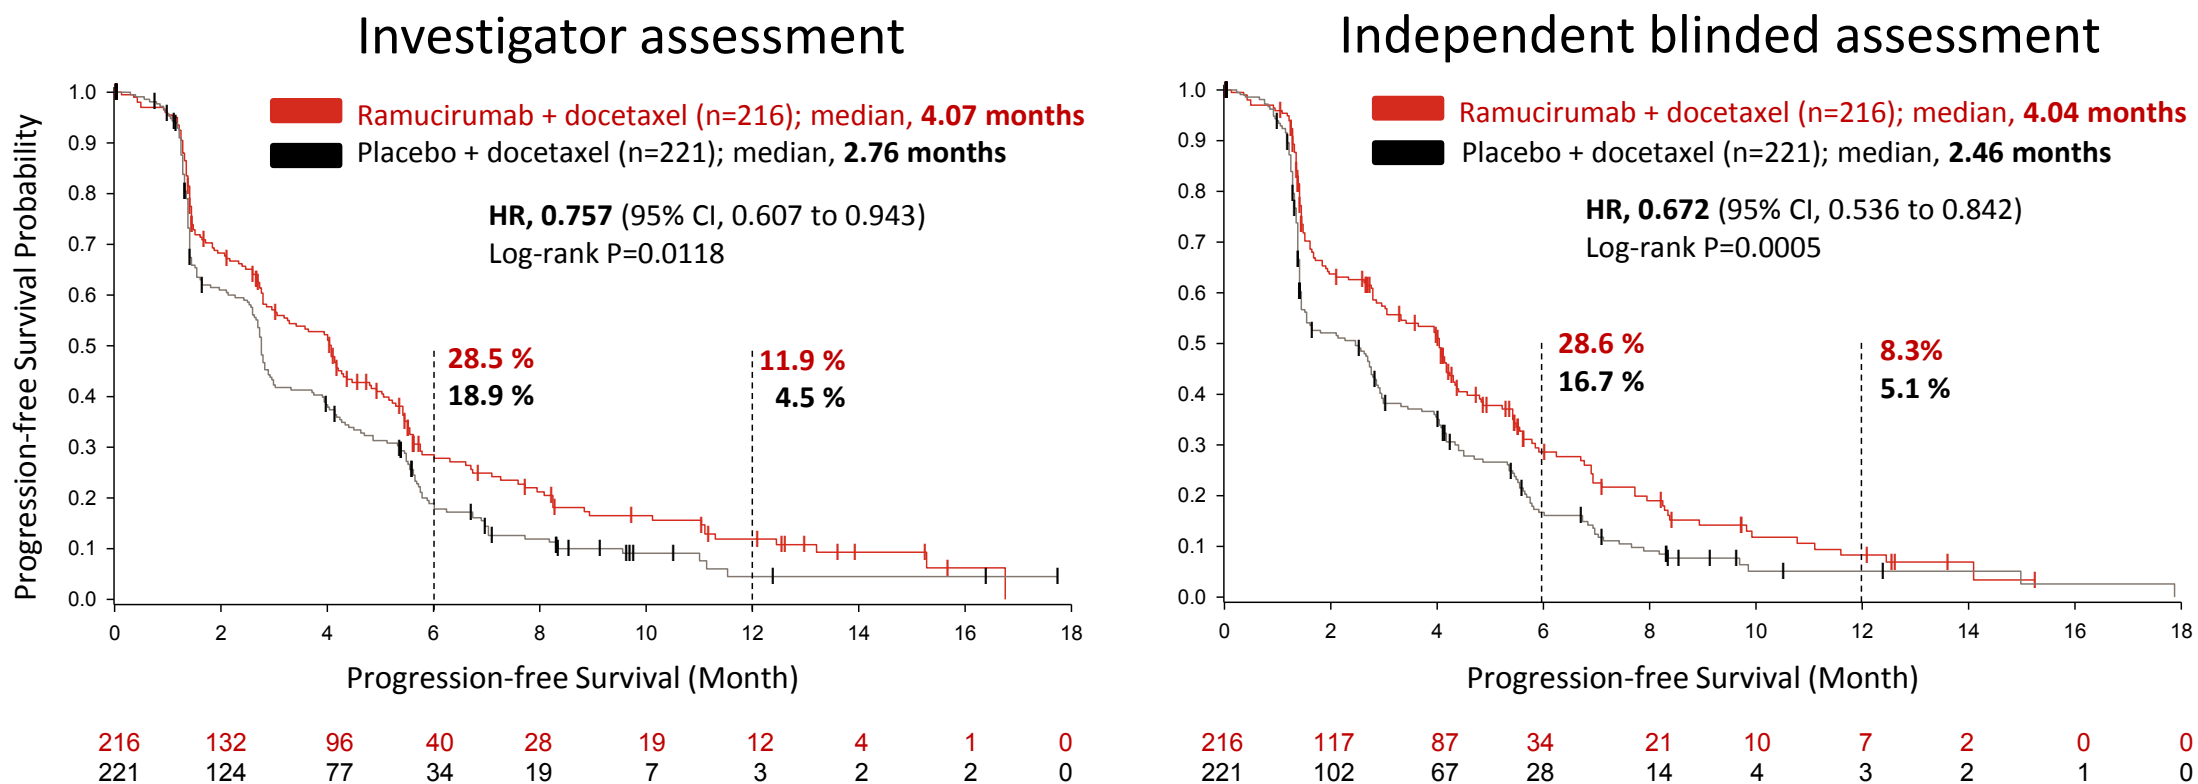 Investigator assessment
Ramucirumab + docetaxel (n=216); median, 4.07 months
Placebo + docetaxel (n=221); median, 2.76 months
HR, 0.757 (95% CI, 0.607 to 0.943)
Log-rank P=0.0118
28.5 %
18.9 %
11.9 %
4.5 %
Progression-free Survival Probability
1.0
0.9
0.8
0.7
0.6
0.5
0.4
0.3
0.2
0.1
0.0
0 2 4 6 8 10 12 14 16 18
Progression-free Survival (Month)
216 132 96 40 28 19 12 4 1 0
221 124 77 34 19 7 3 2 2 0
Independent blinded assessment
Ramucirumab + docetaxel (n=216); median, 4.04 months
Placebo + docetaxel (n=221); median, 2.46 months
HR, 0.672 (95% CI, 0.536 to 0.842)
Log-rank P=0.0005
28.6 %
16.7 %
8.3%
5.1 %
1.0
0.9
0.8
0.7
0.6
0.5
0.4
0.3
0.2
0.1
0.0
0 2 4 6 8 10 12 14 16 18
Progression-free Survival (Month)
216 117 87 34 21 10 7 2 0 0
221 102 67 28 14 4 3 2 1 0